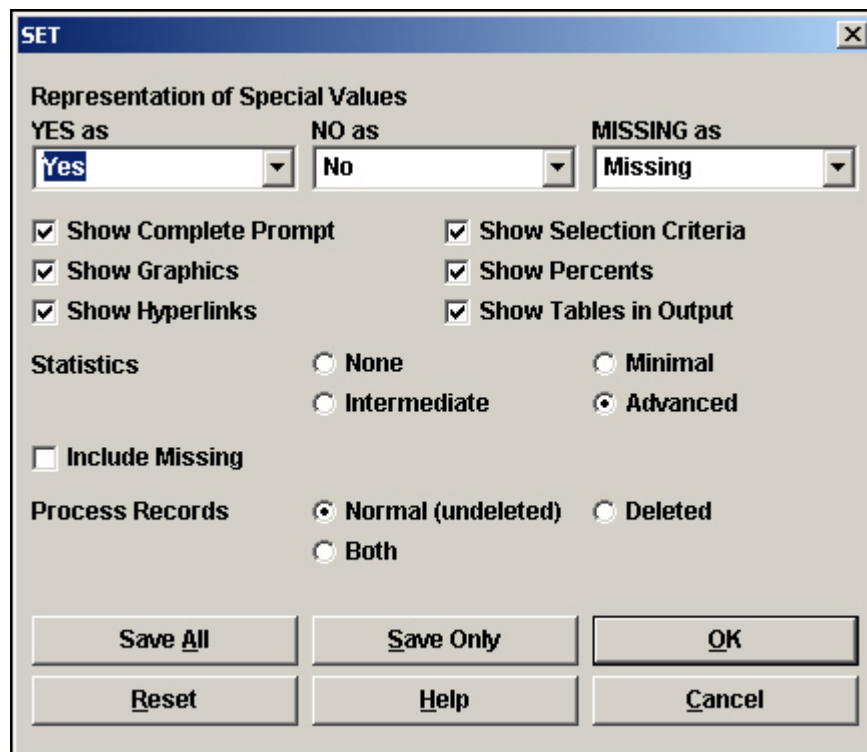 SET
Representation of Special Values
YES as NO as MISSING as
Yes No Missing
Show Complete Prompt Show Selection Criteria
Show Graphics Show Percents
Show Hyperlinks Show Tables in Output
Statistics None Minimal
Intermediate Advanced
Include Missing
Process Records Normal (undeleted) Deleted
Both
Save All Save Only OK
Reset Help Cancel